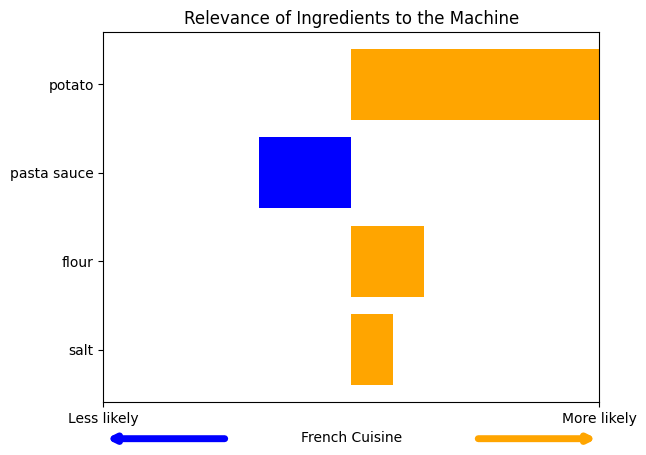 Relevance of Ingredients to the Machine
potato
pasta sauce
flour
salt
Less likely
More likely
French Cuisine